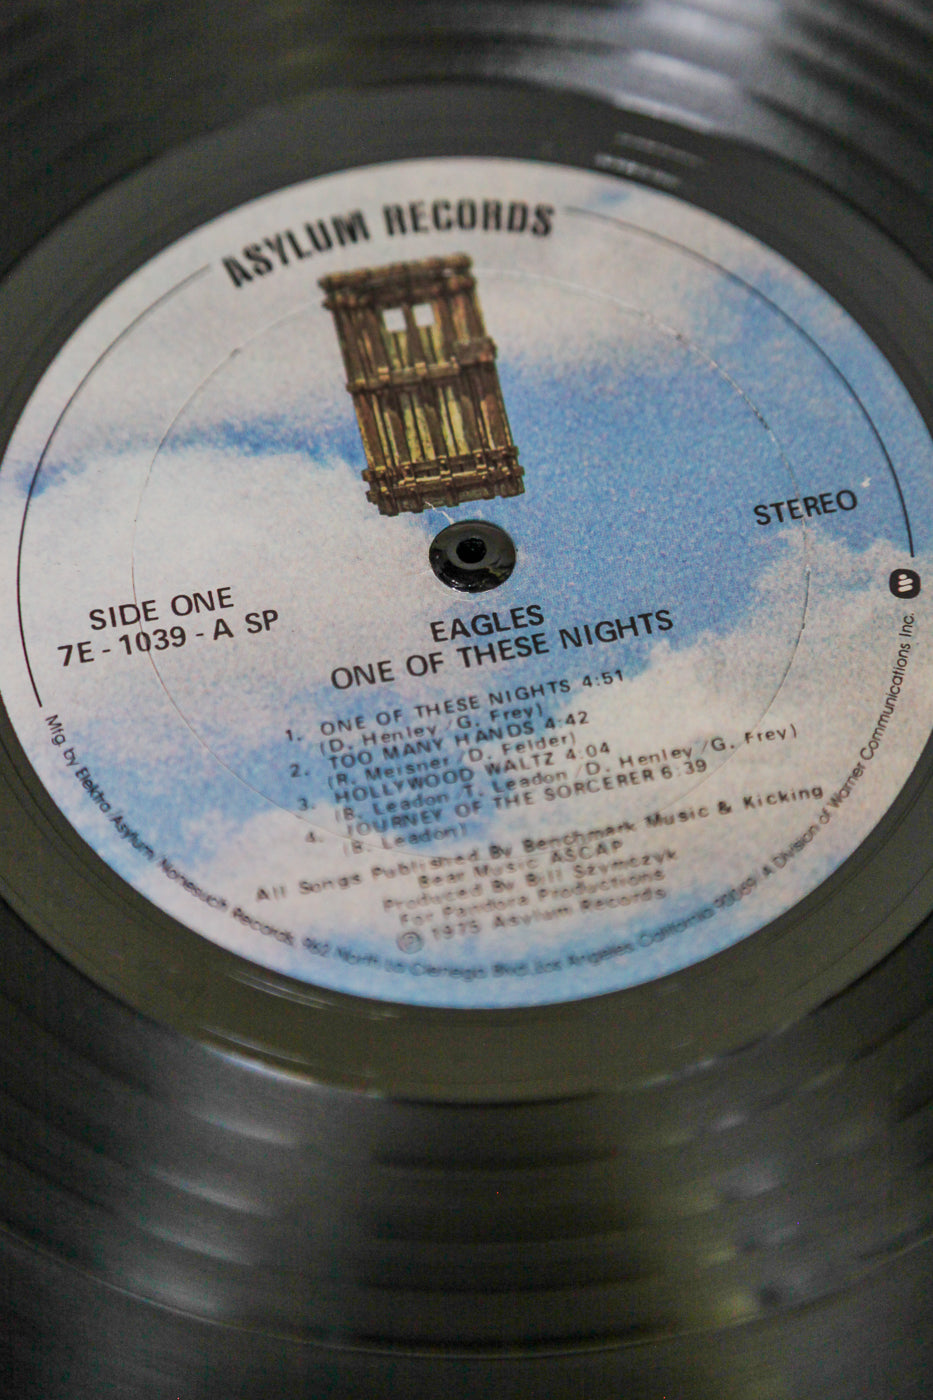 ASYLUM RECORDS
STEREO
SIDE ONE
7E - 1039 - A SP
EAGLES
ONE OF THESE NIGHTS
1. ONE OF THESE NIGHTS 4:51
(D. Henley/G. Frey)
2. TOO MANY HANDS 4:42
(R. Meisner/D. Felder)
3. HOLLYWOOD WALTZ 4:04
(B. Leadon/T. Leadon/D. Henley/G. Frey)
4. JOURNEY OF THE SORCERER 6:39
(B. Leadon)
All Songs Published By Benchmark Music & Kicking
Bear Music ASCAP
Produced By Bill Szymczyk
For Pandora Productions
℗ 1975 Asylum Records
Mfg. by Elektra/Asylum/Nonesuch Records, 962 North La Cienega Blvd, Los Angeles, California 90069. A Division of Warner Communications Inc.